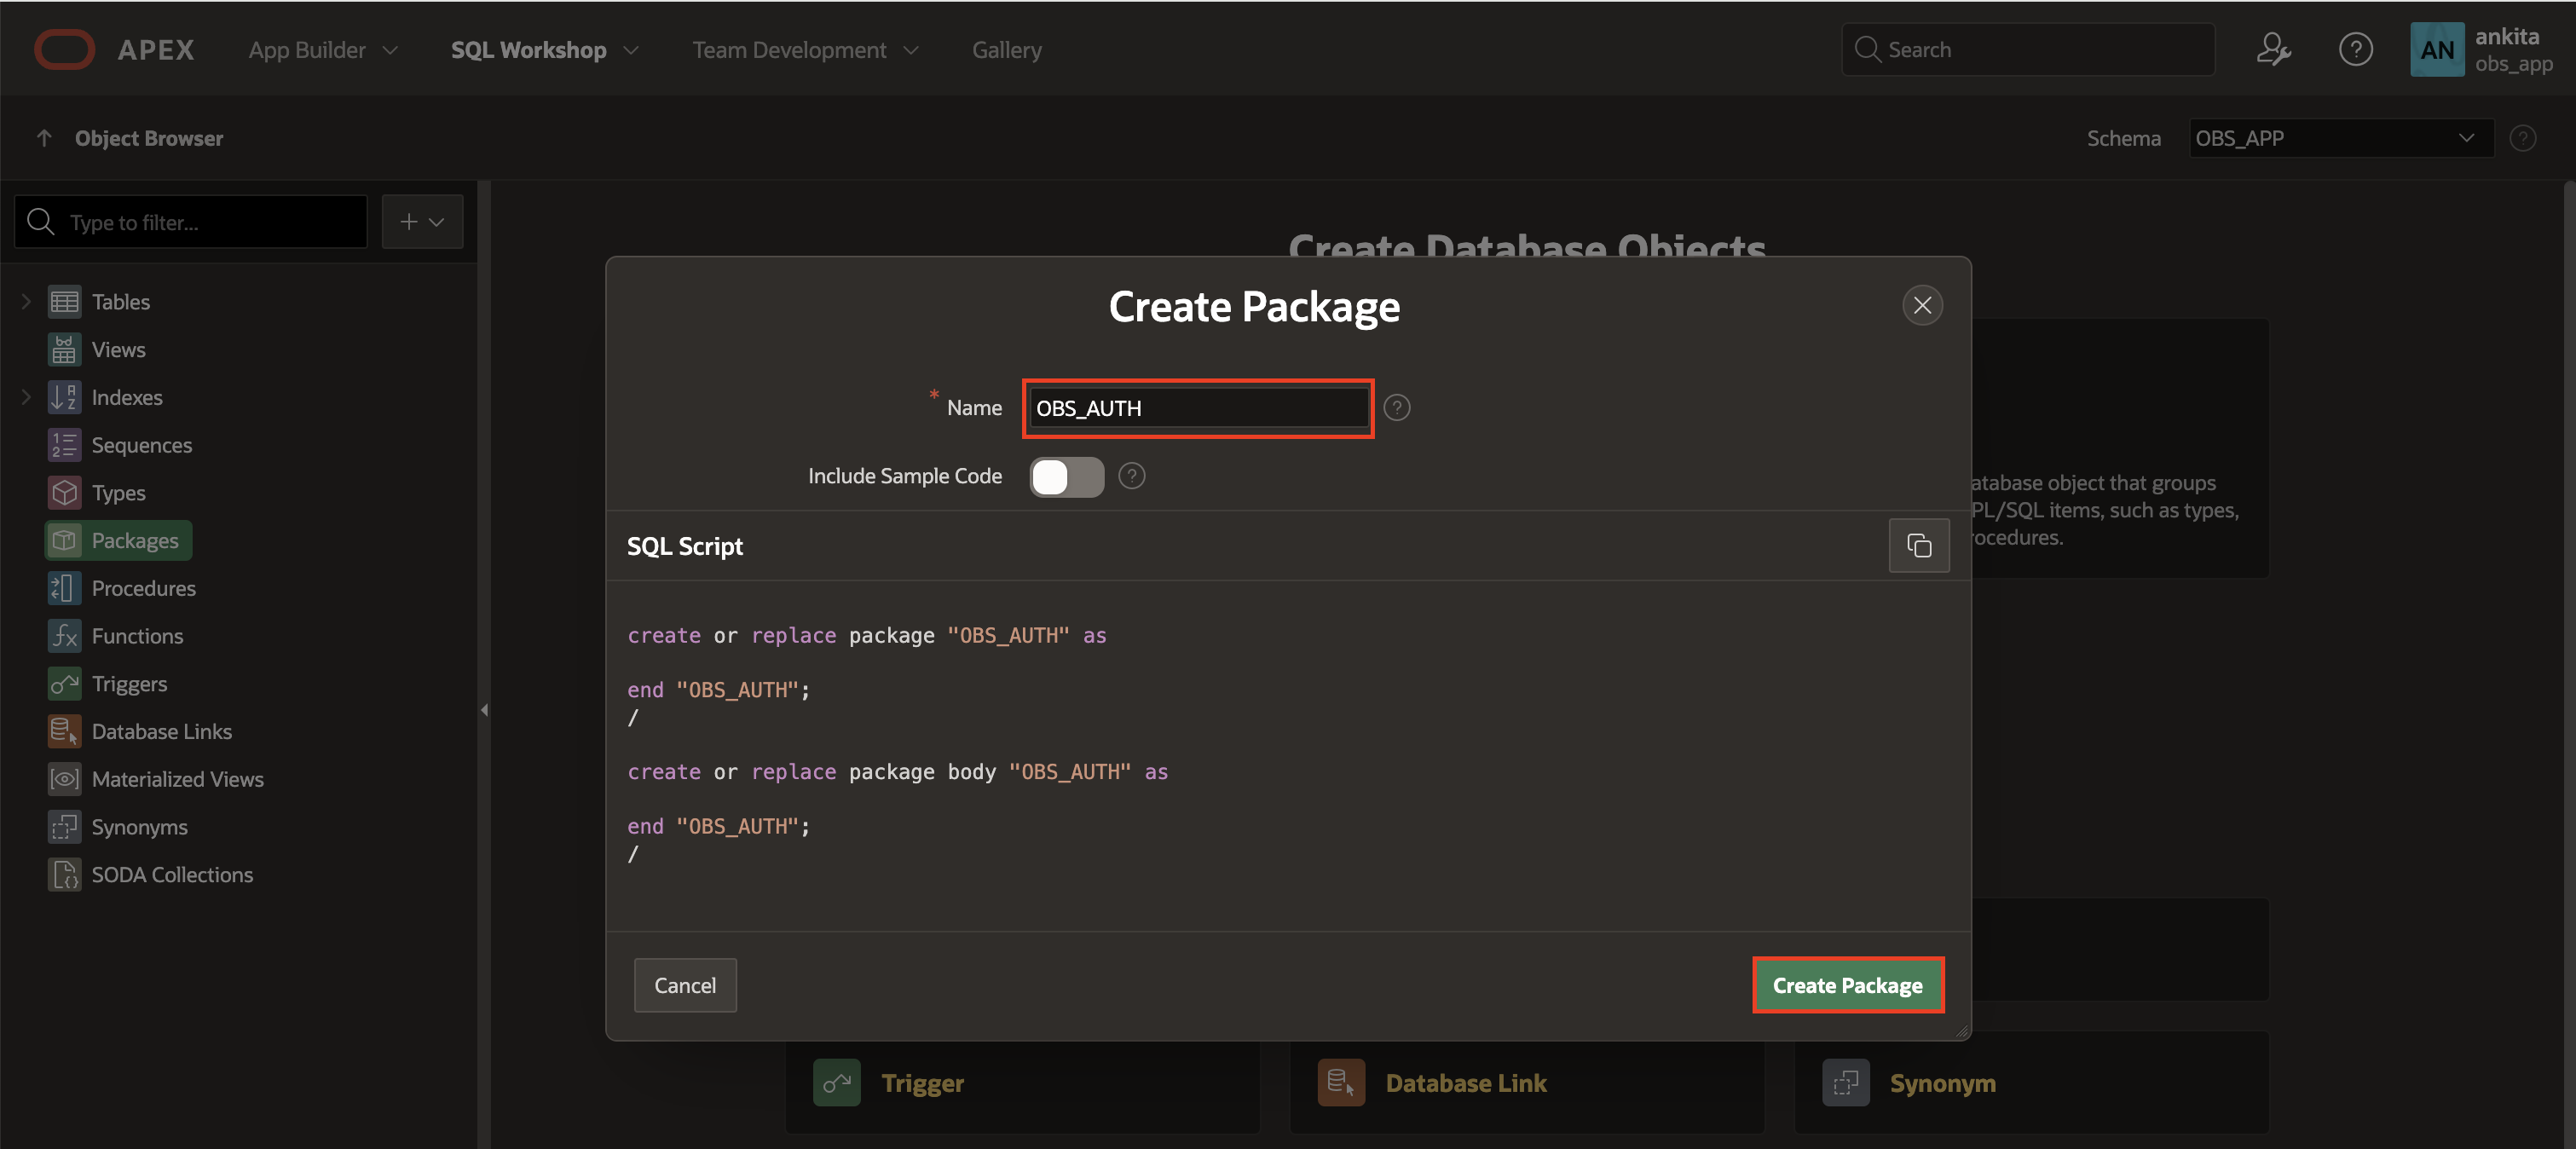 APEX App Builder SQL Workshop Team Development Gallery Search AN ankita
obs_app
Object Browser Schema OBS_APP
Type to filter...
Create Database Objects
Tables
Views
Indexes
Sequences
Types
Packages
Procedures
Functions
Triggers
Database Links
Materialized Views
Synonyms
SODA Collections
Create Package
* Name OBS_AUTH
Include Sample Code
SQL Script
create or replace package "OBS_AUTH" as
end "OBS_AUTH";
/
create or replace package body "OBS_AUTH" as
end "OBS_AUTH";
/
Cancel Create Package
object that groups
PL/SQL items, such as types,
Trigger Database Link Synonym